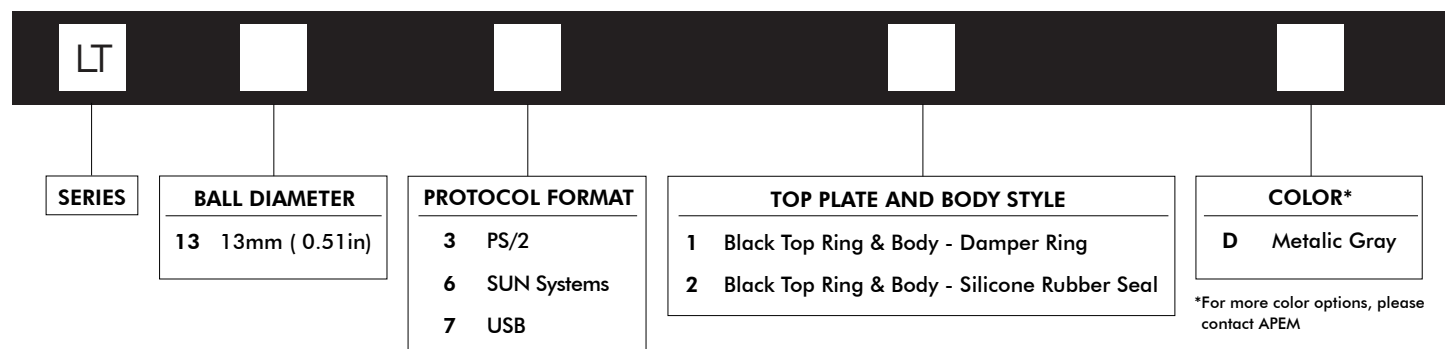 LT
SERIES
BALL DIAMETER
13 13mm ( 0.51in)
PROTOCOL FORMAT
3 PS/2
6 SUN Systems
7 USB
TOP PLATE AND BODY STYLE
1 Black Top Ring & Body - Damper Ring
2 Black Top Ring & Body - Silicone Rubber Seal
COLOR*
D Metalic Gray
*For more color options, please
contact APEM